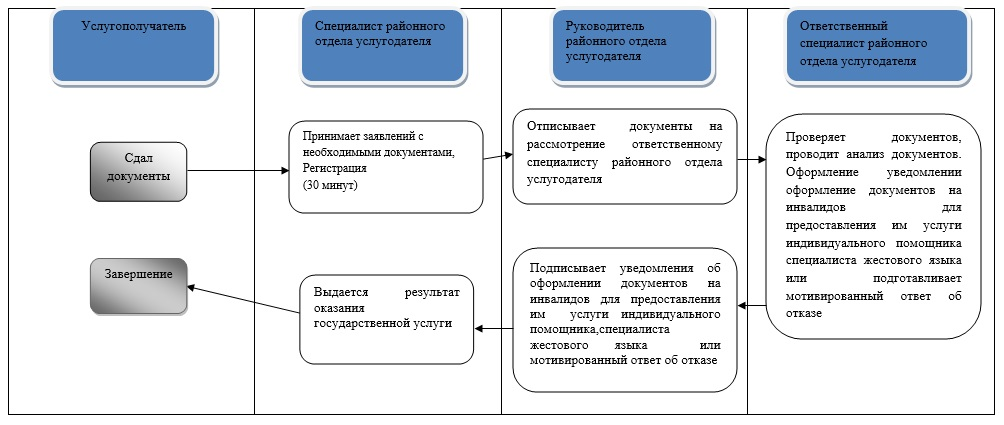 Услугополучатель
Специалист районного
отдела услугодателя
Руководитель
районного отдела
услугодателя
Ответственный
специалист районного
отдела услугодателя
Сдал
документы
Принимает заявлений с
необходимыми документами,
Регистрация
(30 минут)
Отписывает документы на
рассмотрение ответственному
специалисту районного отдела
услугодателя
Проверяет документов,
проводит анализ документов.
Оформление уведомлении
оформление документов на
инвалидов для
предоставления им услуги
индивидуального помощника
специалиста жестового языка
или подготавливает
мотивированный ответ об
отказе
Подписывает уведомления об
оформлении документов на
инвалидов для предоставления
им услуги индивидуального
помощника,специалиста
жестового языка или
мотивированный ответ об отказе
Выдается результат
оказания
государственной услуги
Завершение